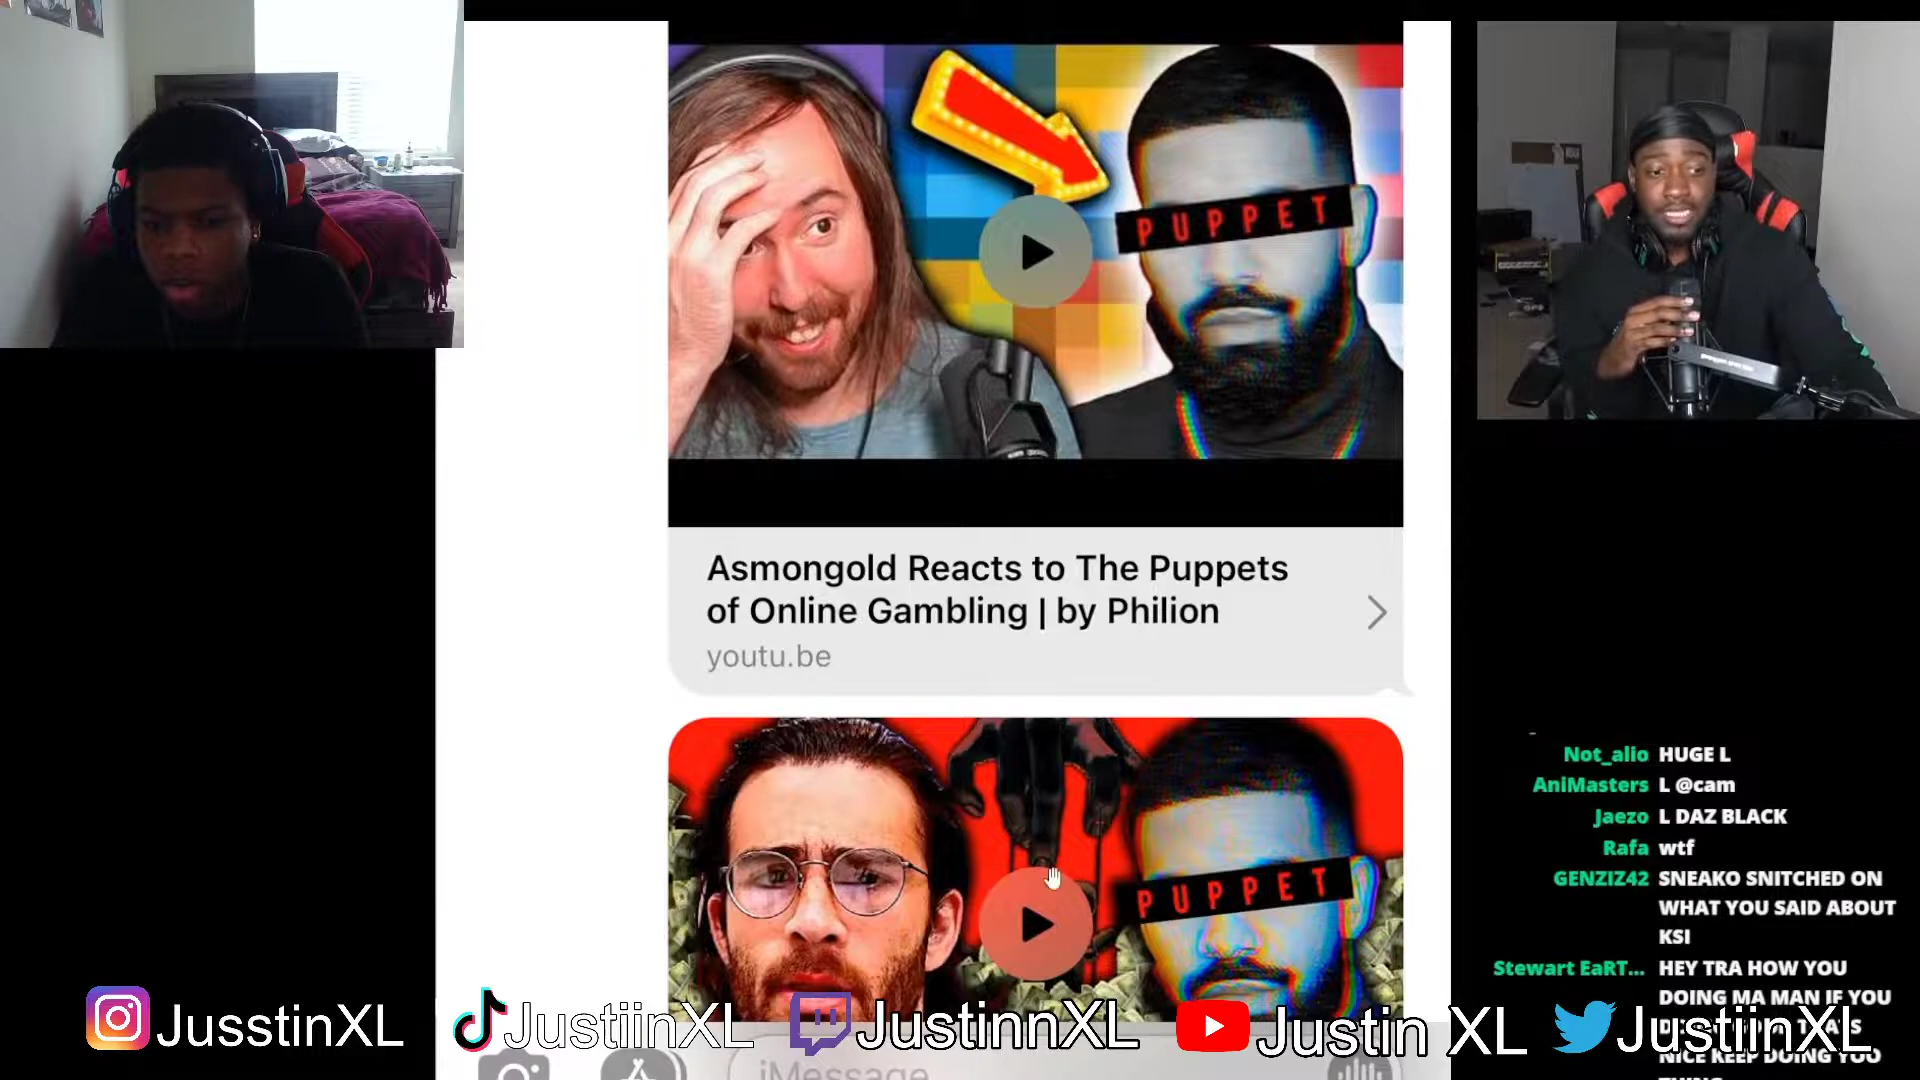 PUPPET
Asmongold Reacts to The Puppets
of Online Gambling | by Philion
youtu.be
PUPPET
iMessage
Not_alio HUGE L
AniMasters L @cam
Jaezo L DAZ BLACK
Rafa wtf
GENZIZ42 SNEAKO SNITCHED ON
WHAT YOU SAID ABOUT
KSI
Stewart EaRT... HEY TRA HOW YOU
DOING MA MAN IF YOU
NICE KEEP DOING YOU
JusstinXL JustiinXL JustinnXL Justin XL JustiinXL